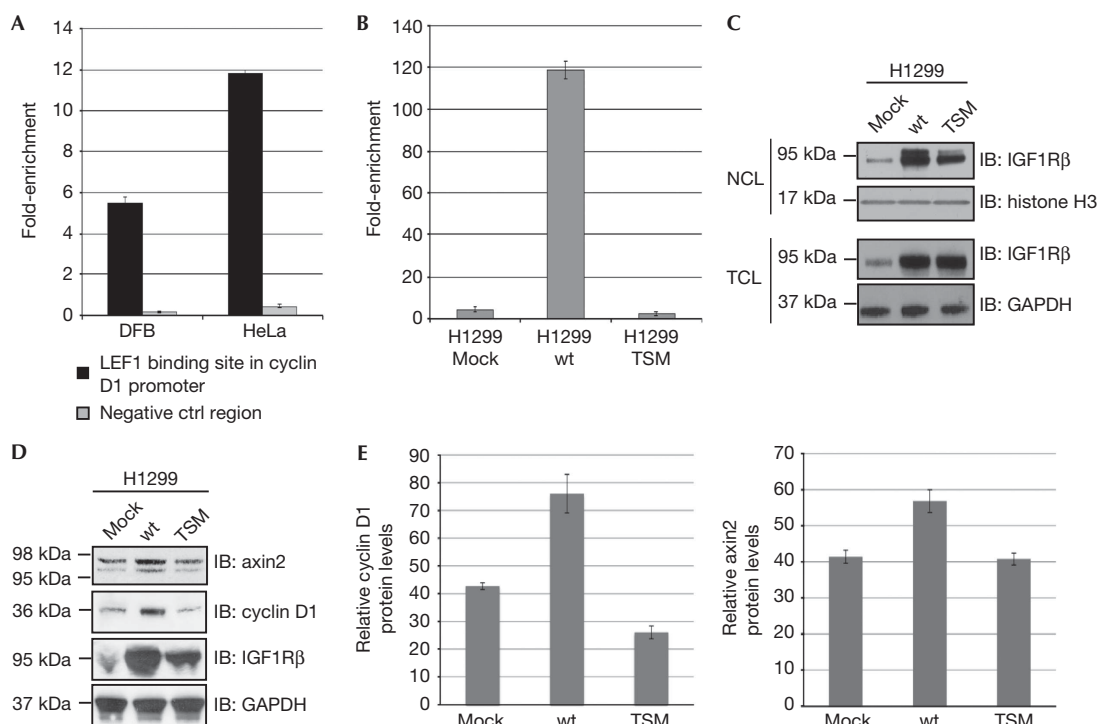 A
14
12
10
8
6
4
2
0
Fold-enrichment
DFB
HeLa
LEF1 binding site in cyclin
D1 promoter
Negative ctrl region
B
140
120
100
80
60
40
20
0
Fold-enrichment
H1299
Mock
H1299
wt
H1299
TSM
C
H1299
Mock
wt
TSM
NCL
95 kDa
IB: IGF1Rβ
17 kDa
IB: histone H3
TCL
95 kDa
IB: IGF1Rβ
37 kDa
IB: GAPDH
D
H1299
Mock
wt
TSM
98 kDa
95 kDa
IB: axin2
36 kDa
IB: cyclin D1
95 kDa
IB: IGF1Rβ
37 kDa
IB: GAPDH
E
90
80
70
60
50
40
30
20
10
0
Relative cyclin D1
protein levels
Mock
wt
TSM
70
60
50
40
30
20
10
0
Relative axin2
protein levels
Mock
wt
TSM